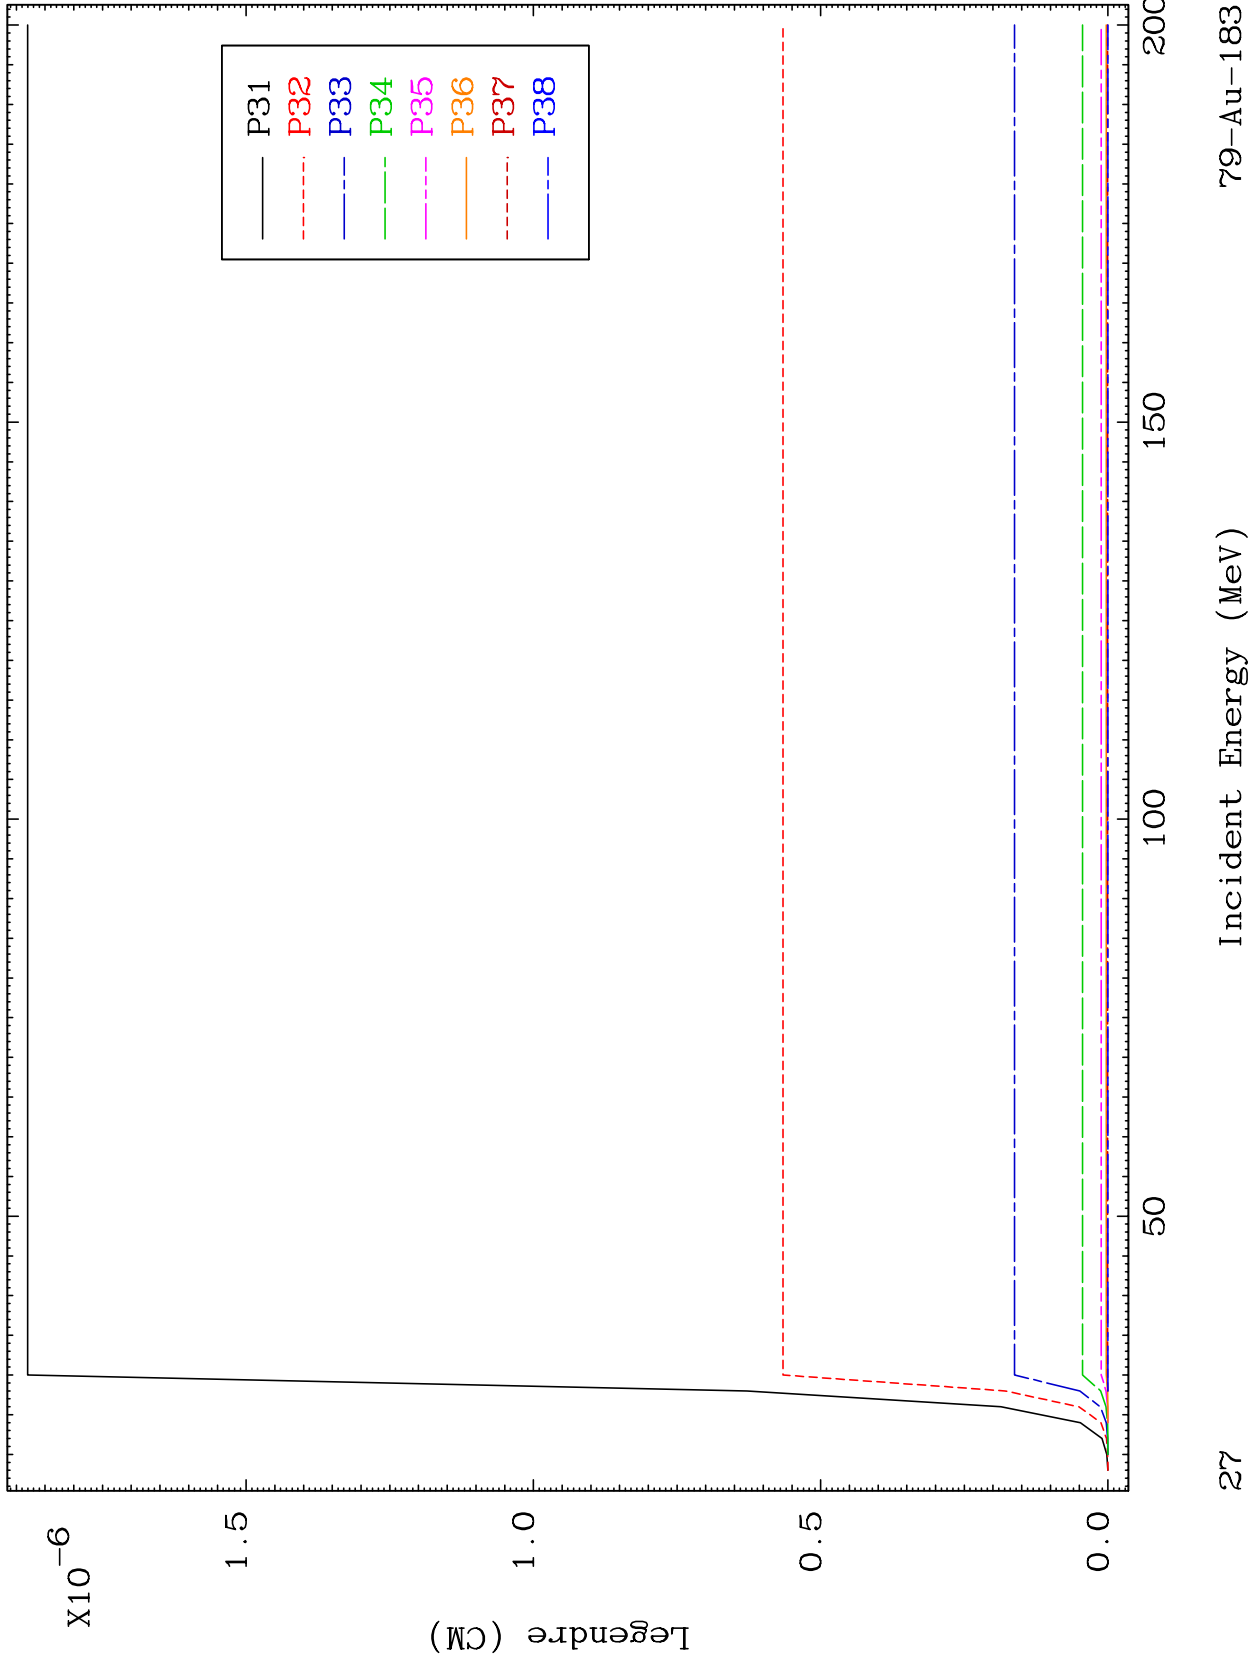 X10-6
Legendre (CM)
1.5
1.0
0.5
0.0
P31
P32
P33
P34
P35
P36
P37
P38
50
100
150
200
27
Incident Energy (MeV)
79-Au-183